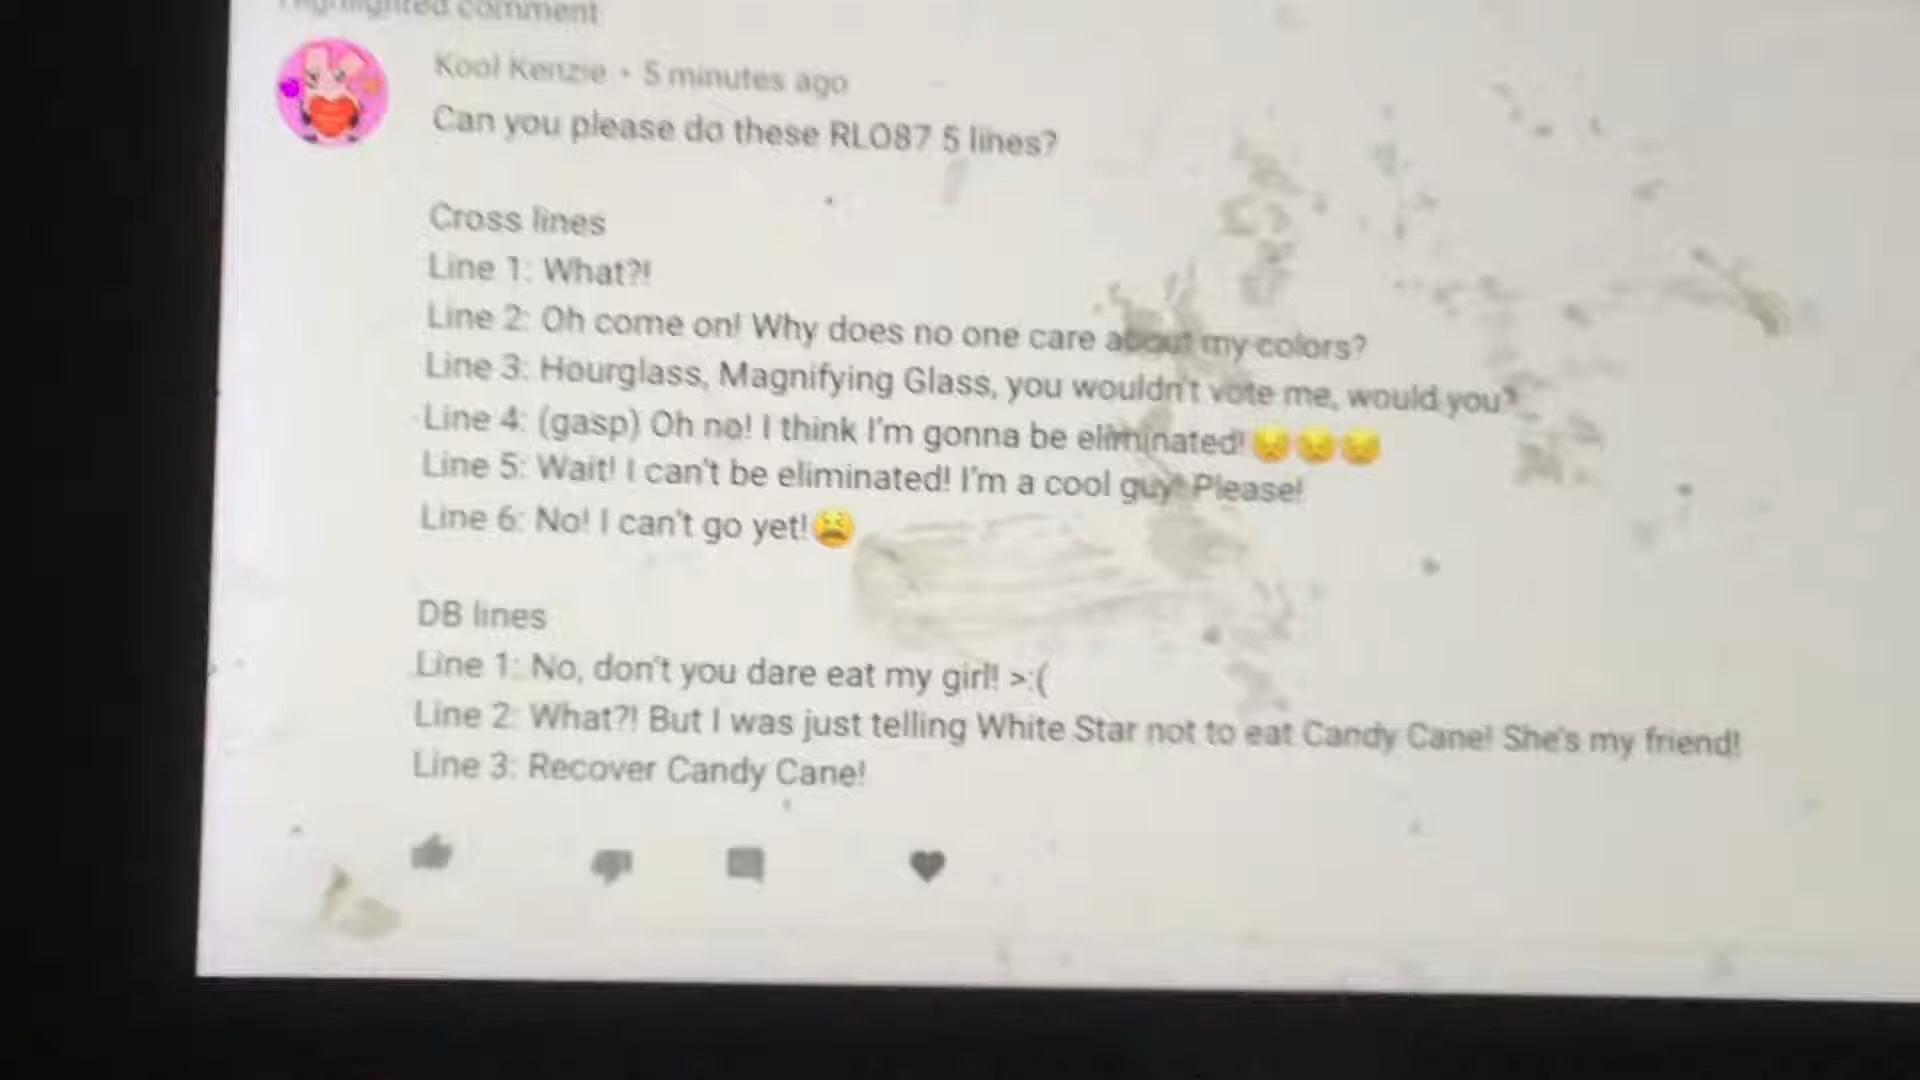 Highlighted comment
Kool Kenzie • 5 minutes ago
Can you please do these RLO87 5 lines?
Cross lines
Line 1: What?!
Line 2: Oh come on! Why does no one care about my colors?
Line 3: Hourglass, Magnifying Glass, you wouldn't vote me, would you?
Line 4: (gasp) Oh no! I think I'm gonna be eliminated!😣😣😣
Line 5: Wait! I can't be eliminated! I'm a cool guy! Please!
Line 6: No! I can't go yet!😫
DB lines
Line 1: No, don't you dare eat my girl! >:(
Line 2: What?! But I was just telling White Star not to eat Candy Cane! She's my friend!
Line 3: Recover Candy Cane!